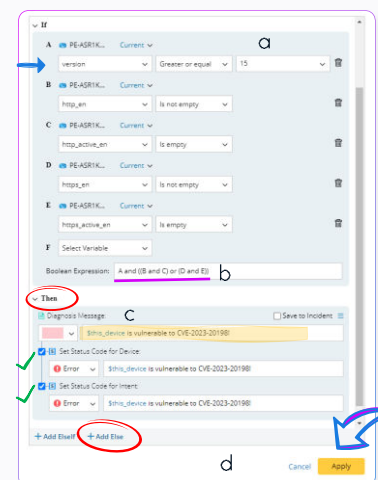 If
a
A PE-ASR1K... Current
version Greater or equal 15
B PE-ASR1K... Current
http_en Is not empty
C PE-ASR1K... Current
http_active_en Is empty
D PE-ASR1K... Current
https_en Is not empty
E PE-ASR1K... Current
https_active_en Is empty
F Select Variable
Boolean Expression: A and ((B and C) or (D and E))
b
Then
c
Diagnosis Message: Save to Incident
$this_device is vulnerable to CVE-2023-20198!
Set Status Code for Device:
Error $this_device is vulnerable to CVE-2023-20198!
Set Status Code for Intent:
Error $this_device is vulnerable to CVE-2023-20198!
+ Add ElseIf + Add Else
d
Cancel Apply